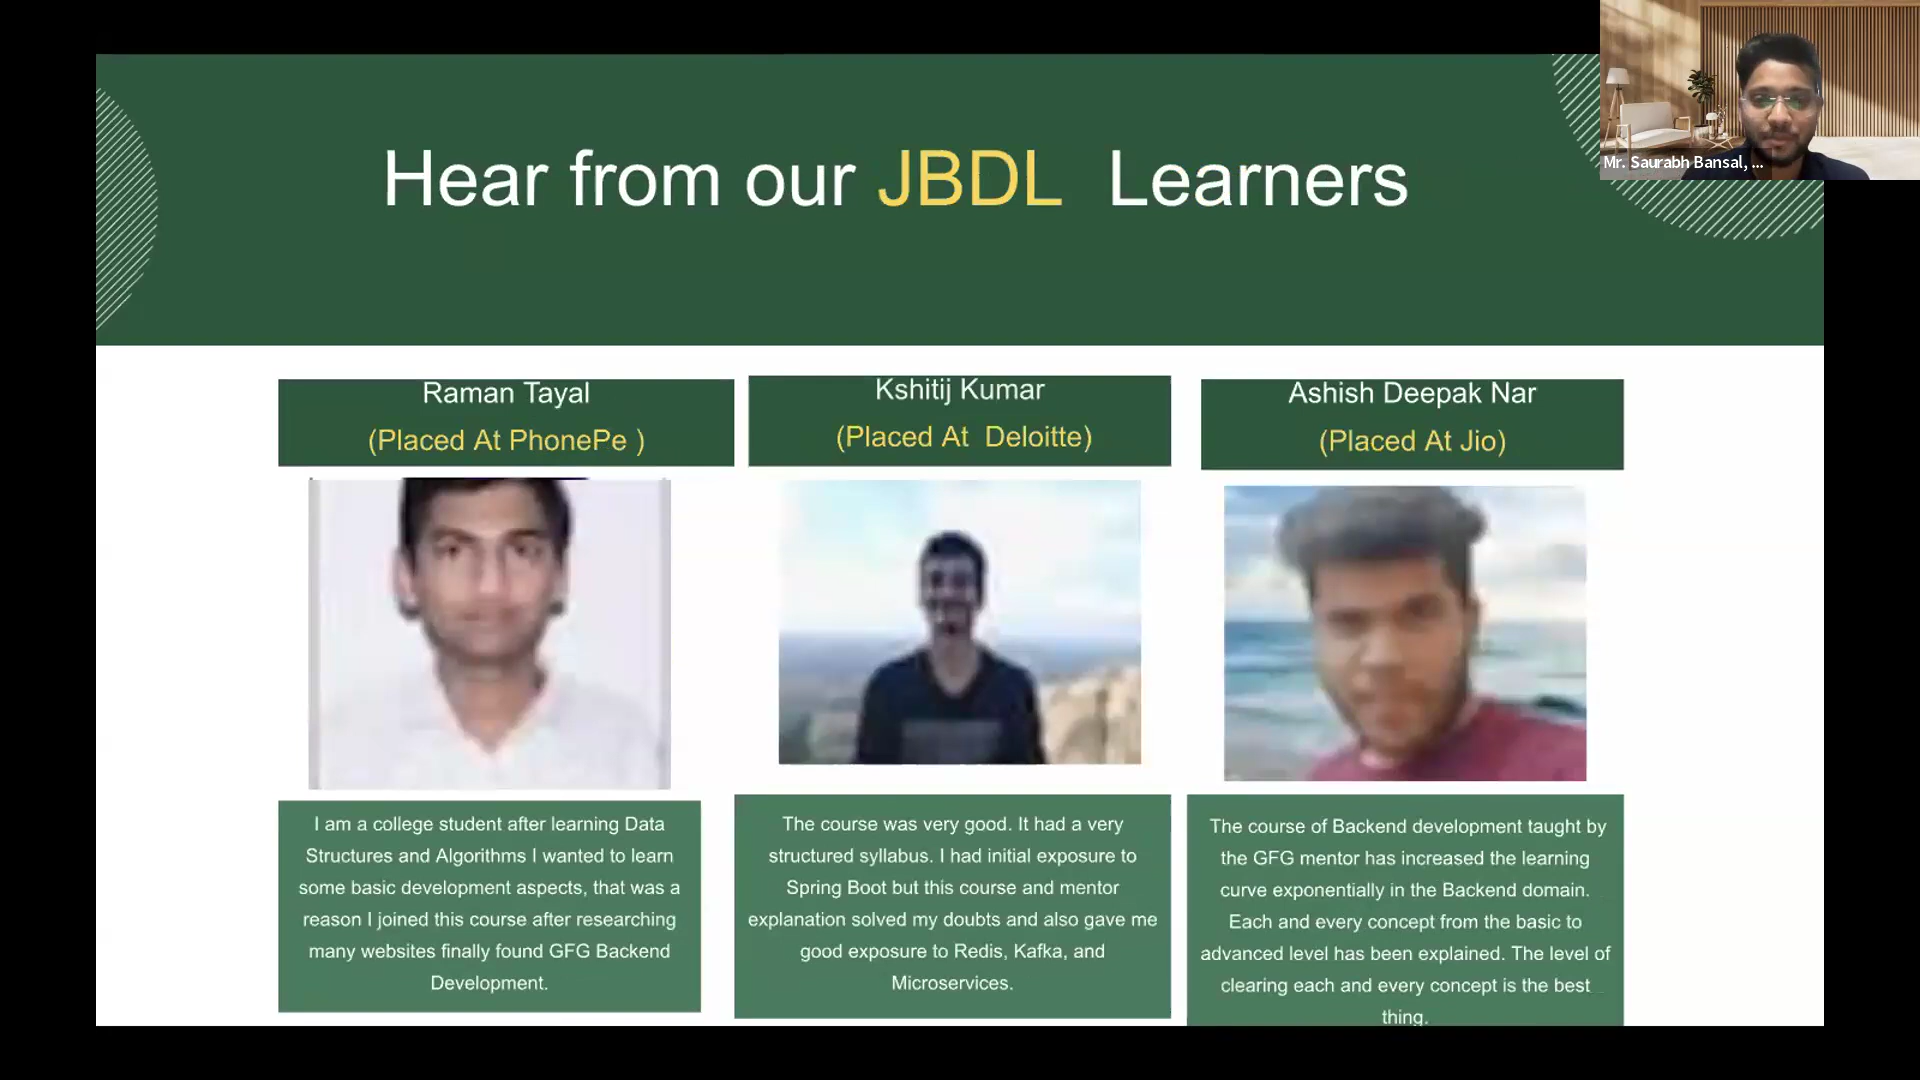 Mr. Saurabh Bansal, ...
Hear from our JBDL Learners
Raman Tayal
(Placed At PhonePe )
I am a college student after learning Data
Structures and Algorithms I wanted to learn
some basic development aspects, that was a
reason I joined this course after researching
many websites finally found GFG Backend
Development.
Kshitij Kumar
(Placed At Deloitte)
The course was very good. It had a very
structured syllabus. I had initial exposure to
Spring Boot but this course and mentor
explanation solved my doubts and also gave me
good exposure to Redis, Kafka, and
Microservices.
Ashish Deepak Nar
(Placed At Jio)
The course of Backend development taught by
the GFG mentor has increased the learning
curve exponentially in the Backend domain.
Each and every concept from the basic to
advanced level has been explained. The level of
clearing each and every concept is the best
thing.